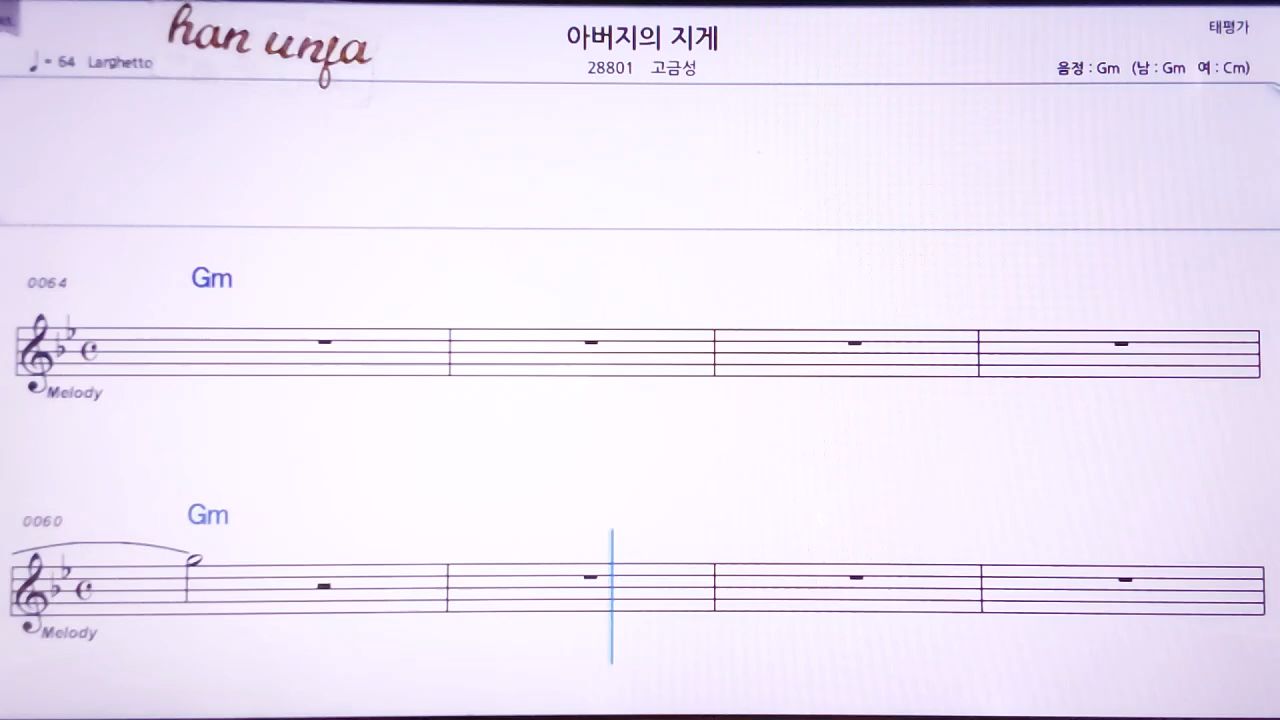 han unja
아버지의 지게
태평가
♩= 64 Larghetto
28801 고금성
음정 : Gm (남 : Gm 여 : Cm)
0064
Gm
Melody
0060
Gm
Melody